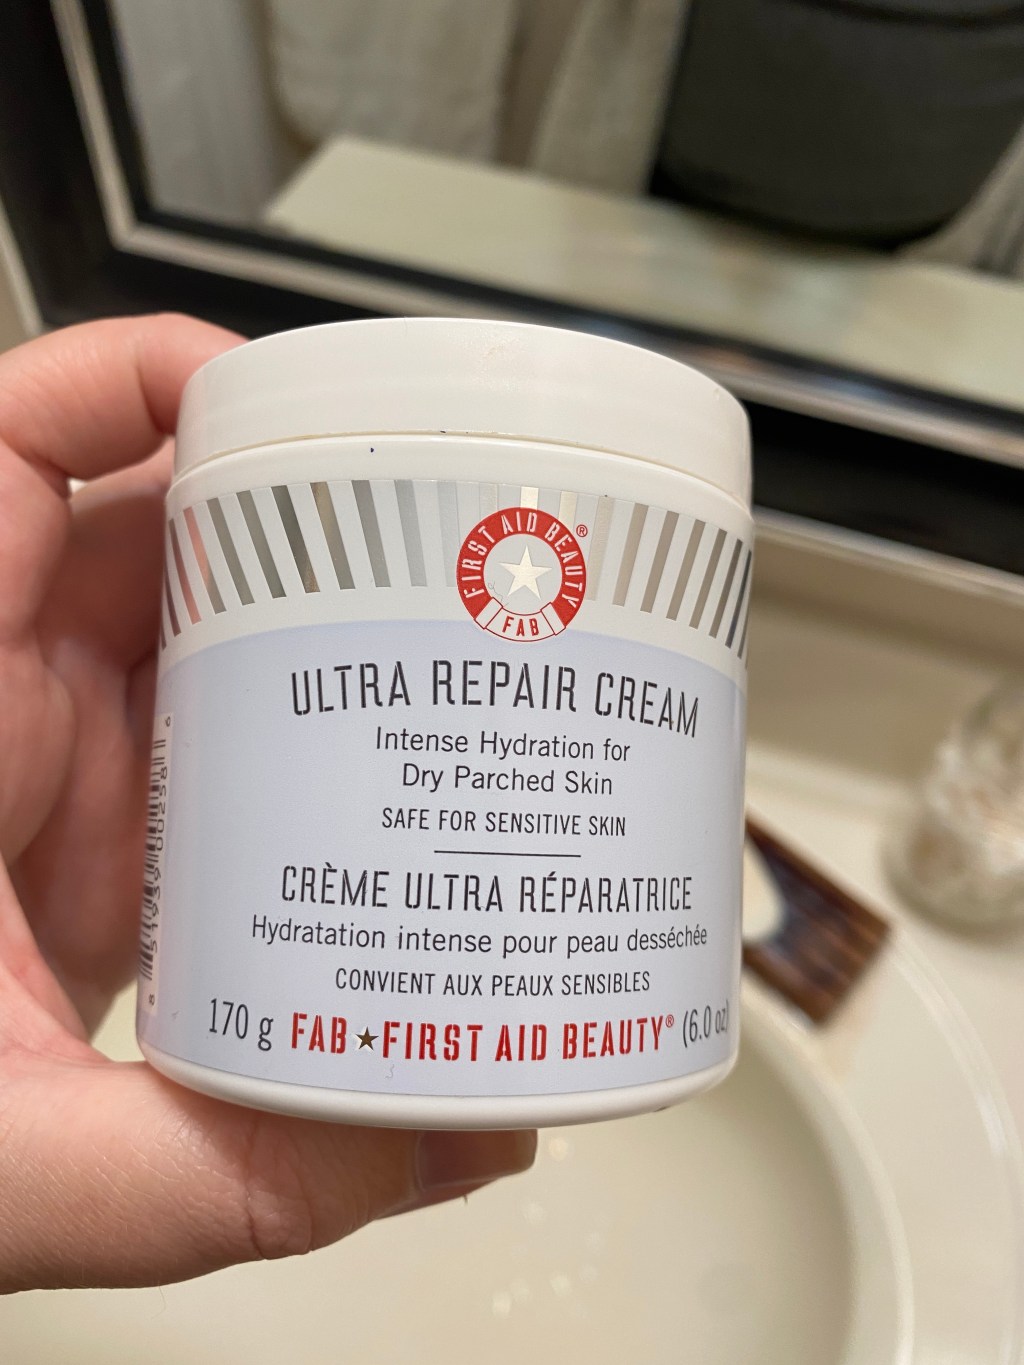 FIRST AID BEAUTY®
FAB
ULTRA REPAIR CREAM
Intense Hydration for
Dry Parched Skin
SAFE FOR SENSITIVE SKIN
CRÈME ULTRA RÉPARATRICE
Hydratation intense pour peau desséchée
CONVIENT AUX PEAUX SENSIBLES
170 g FAB★FIRST AID BEAUTY® (6.0 oz)